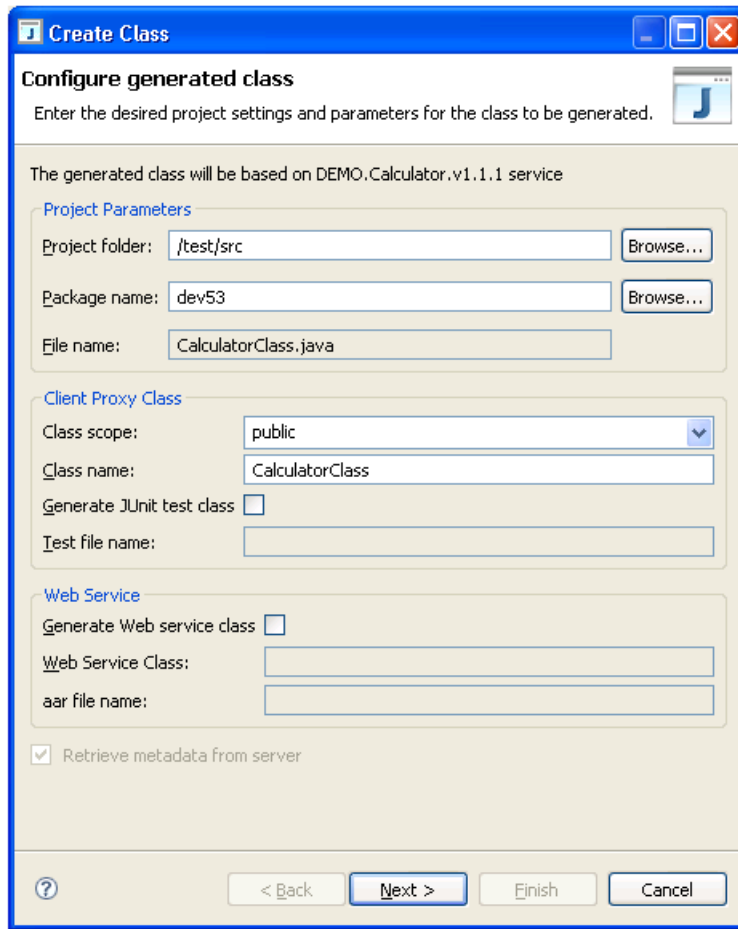 Create Class
Configure generated class
Enter the desired project settings and parameters for the class to be generated.
The generated class will be based on DEMO.Calculator.v1.1.1 service
Project Parameters
Project folder: /test/src Browse...
Package name: dev53 Browse...
File name: CalculatorClass.java
Client Proxy Class
Class scope: public
Class name: CalculatorClass
Generate JUnit test class
Test file name:
Web Service
Generate Web service class
Web Service Class:
aar file name:
Retrieve metadata from server
? < Back Next > Finish Cancel